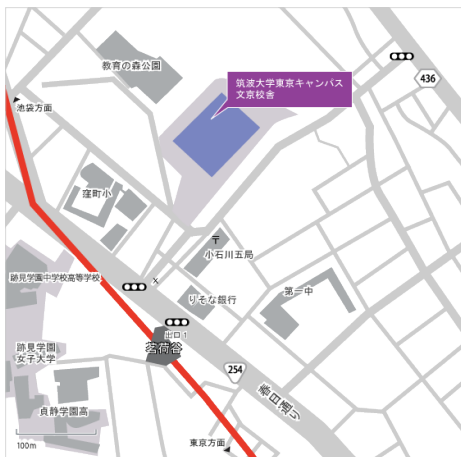 教育の森公園
筑波大学東京キャンパス
文京校舎
436
池袋方面
窪町小
〒
小石川五局
跡見学園中学校高等学校
X
りそな銀行
第一中
出口1
茗荷谷
跡見学園
女子大学
254
春日通り
貞静学園高
東京方面
100m